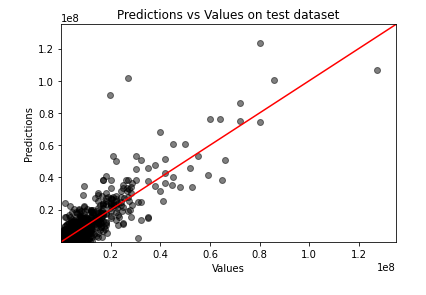 Predictions vs Values on test dataset
1e8
1.2
1.0
0.8
0.6
0.4
0.2
Predictions
0.2 0.4 0.6 0.8 1.0 1.2
Values
1e8